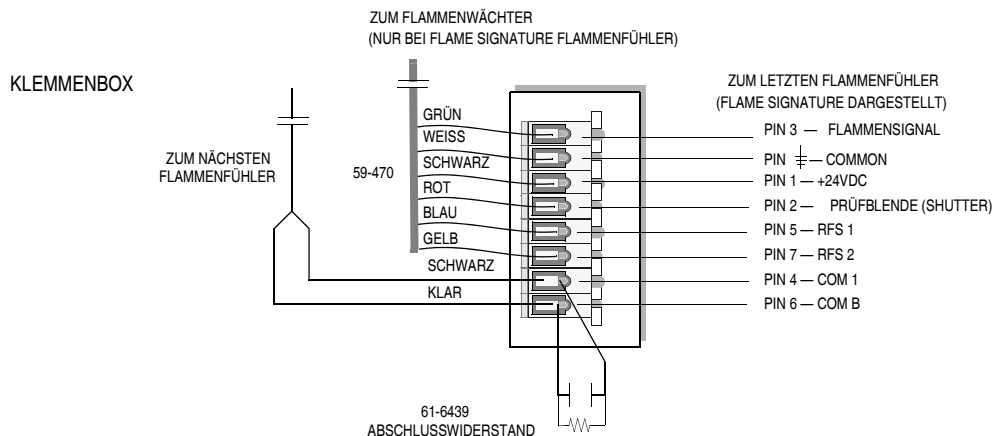 ZUM FLAMMENWÄCHTER
(NUR BEI FLAME SIGNATURE FLAMMENFÜHLER)
KLEMMENBOX
ZUM LETZTEN FLAMMENFÜHLER
(FLAME SIGNATURE DARGESTELLT)
ZUM NÄCHSTEN
FLAMMENFÜHLER
59-470
GRÜN
WEISS
SCHWARZ
ROT
BLAU
GELB
SCHWARZ
KLAR
PIN 3 — FLAMMENSIGNAL
PIN — COMMON
PIN 1 — +24VDC
PIN 2 — PRÜFBLENDE (SHUTTER)
PIN 5 — RFS 1
PIN 7 — RFS 2
PIN 4 — COM 1
PIN 6 — COM B
61-6439
ABSCHLUSSWIDERSTAND